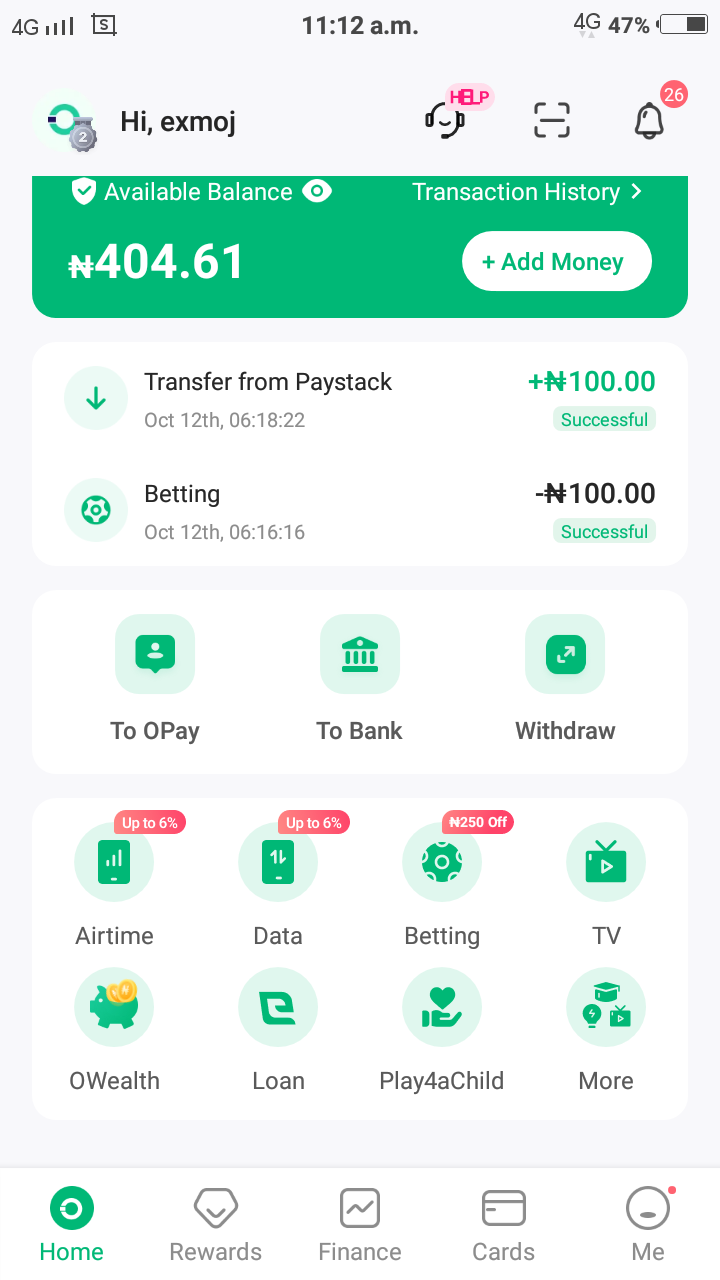 4G S 11:12 a.m. 4G 47%
Hi, exmoj HELP 26
2
Available Balance Transaction History >
₦404.61 + Add Money
Transfer from Paystack +₦100.00
Oct 12th, 06:18:22 Successful
Betting -₦100.00
Oct 12th, 06:16:16 Successful
To OPay To Bank Withdraw
Up to 6% Up to 6% ₦250 Off
Airtime Data Betting TV
OWealth Loan Play4aChild More
Home Rewards Finance Cards Me